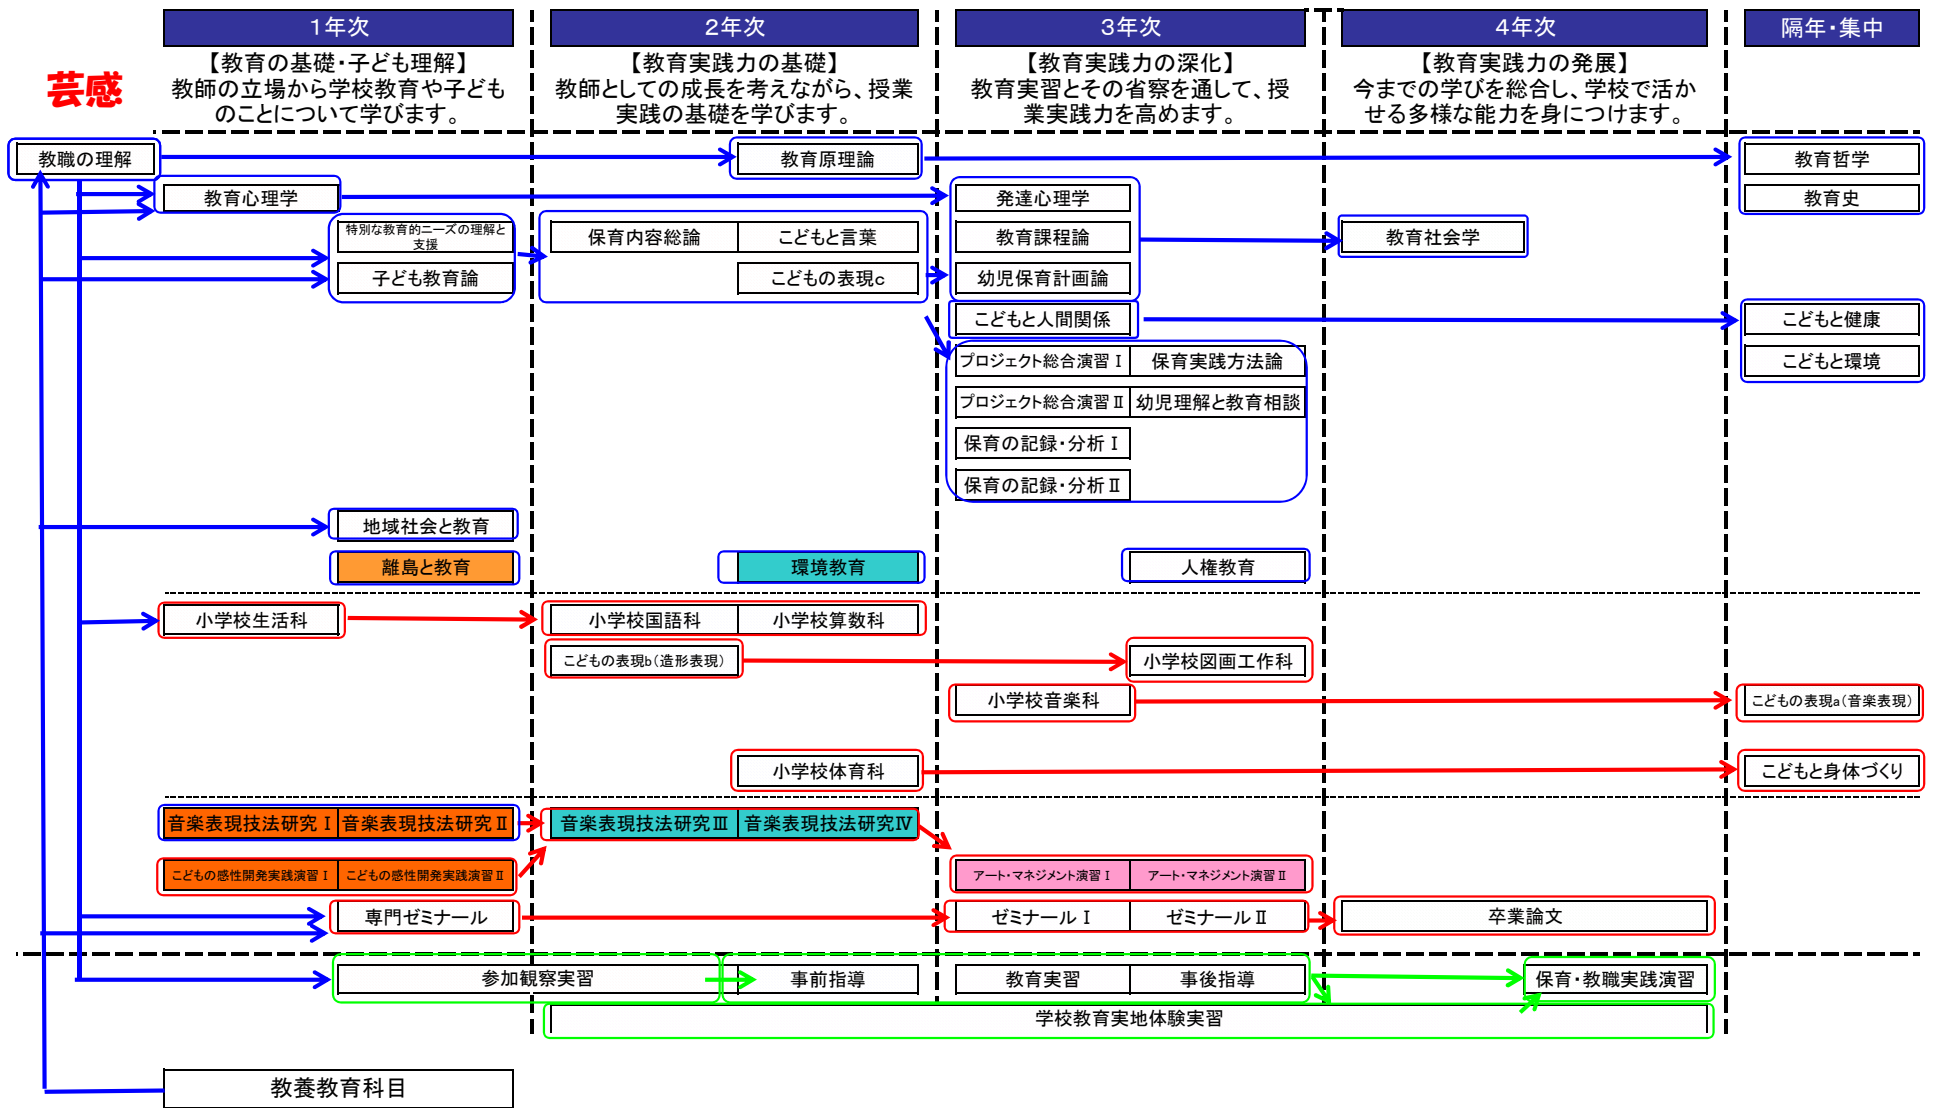 1年次
2年次
3年次
4年次
隔年・集中
芸感
【教育の基礎・子ども理解】
教師の立場から学校教育や子ども
のことについて学びます。
【教育実践力の基礎】
教師としての成長を考えながら、授業
実践の基礎を学びます。
【教育実践力の深化】
教育実習とその省察を通して、授
業実践力を高めます。
【教育実践力の発展】
今までの学びを総合し、学校で活か
せる多様な能力を身につけます。
教職の理解
教育原理論
教育哲学
教育心理学
発達心理学
教育史
特別な教育的ニーズの理解と
支援
保育内容総論
こどもと言葉
教育課程論
教育社会学
子ども教育論
こどもの表現c
幼児保育計画論
こどもと人間関係
こどもと健康
プロジェクト総合演習Ⅰ
保育実践方法論
こどもと環境
プロジェクト総合演習Ⅱ
幼児理解と教育相談
保育の記録・分析Ⅰ
保育の記録・分析Ⅱ
地域社会と教育
離島と教育
環境教育
人権教育
小学校生活科
小学校国語科
小学校算数科
こどもの表現b(造形表現)
小学校図画工作科
小学校音楽科
こどもの表現a(音楽表現)
小学校体育科
こどもと身体づくり
音楽表現技法研究Ⅰ
音楽表現技法研究Ⅱ
音楽表現技法研究Ⅲ
音楽表現技法研究Ⅳ
こどもの感性開発実践演習Ⅰ
こどもの感性開発実践演習Ⅱ
アート・マネジメント演習Ⅰ
アート・マネジメント演習Ⅱ
専門ゼミナール
ゼミナールⅠ
ゼミナールⅡ
卒業論文
参加観察実習
事前指導
教育実習
事後指導
保育・教職実践演習
学校教育実地体験実習
教養教育科目